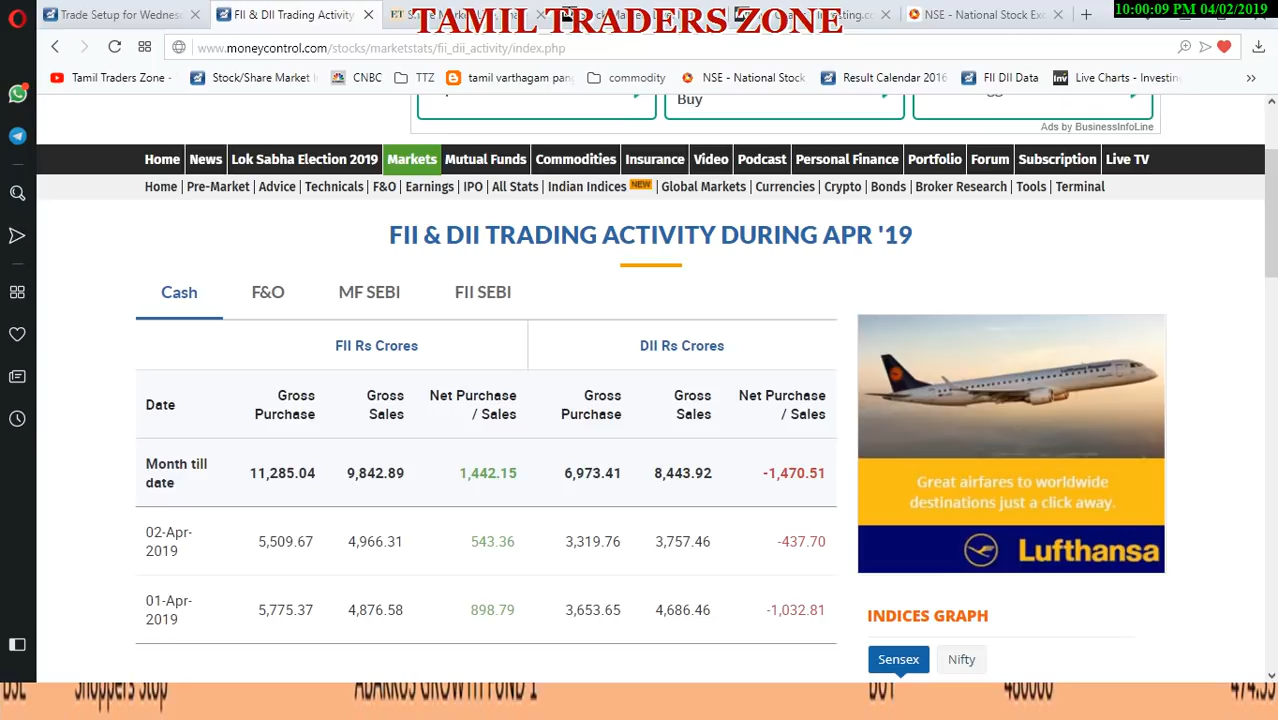 TAMIL TRADERS ZONE
10:00:09 PM 04/02/2019
Trade Setup for Wednes
FII & DII Trading Activity
NSE - National Stock Ex
www.moneycontrol.com/stocks/marketstats/fii_dii_activity/index.php
Tamil Traders Zone -
Stock/Share Market I
CNBC
TTZ
tamil varthagam pan
commodity
NSE - National Stock
Result Calendar 2016
FII DII Data
Live Charts - Investin
Buy
Ads by BusinessInfoLine
Home News Lok Sabha Election 2019 Markets Mutual Funds Commodities Insurance Video Podcast Personal Finance Portfolio Forum Subscription Live TV
Home | Pre-Market | Advice | Technicals | F&O | Earnings | IPO | All Stats | Indian Indices NEW | Global Markets | Currencies | Crypto | Bonds | Broker Research | Tools | Terminal
FII & DII TRADING ACTIVITY DURING APR '19
Cash F&O MF SEBI FII SEBI
FII Rs Crores DII Rs Crores
Date Gross Purchase Gross Sales Net Purchase / Sales Gross Purchase Gross Sales Net Purchase / Sales
Month till date 11,285.04 9,842.89 1,442.15 6,973.41 8,443.92 -1,470.51
02-Apr-2019 5,509.67 4,966.31 543.36 3,319.76 3,757.46 -437.70
01-Apr-2019 5,775.37 4,876.58 898.79 3,653.65 4,686.46 -1,032.81
Great airfares to worldwide
destinations just a click away.
Lufthansa
INDICES GRAPH
Sensex Nifty
Shoppers Stop